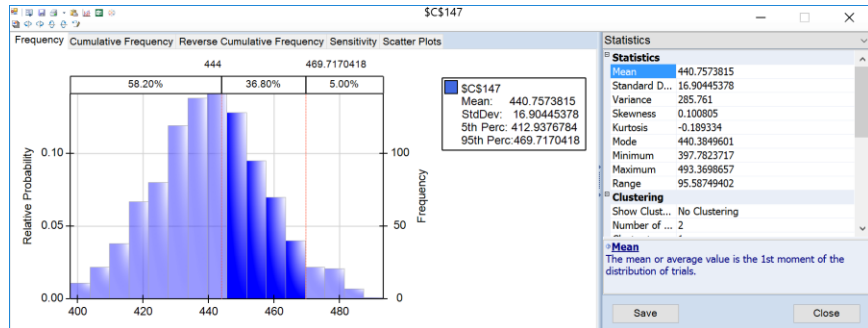 $C$147
Frequency Cumulative Frequency Reverse Cumulative Frequency Sensitivity Scatter Plots
444 469.7170418
58.20% 36.80% 5.00%
0.10
0.05
0.00
100
50
0
400 420 440 460 480
Relative Probability
Frequency
$C$147
Mean: 440.7573815
StdDev: 16.90445378
5th Perc: 412.9376784
95th Perc:469.7170418
Statistics
Statistics
Mean 440.7573815
Standard D... 16.90445378
Variance 285.761
Skewness 0.100805
Kurtosis -0.189334
Mode 440.3849601
Minimum 397.7823717
Maximum 493.3698657
Range 95.58749402
Clustering
Show Clust... No Clustering
Number of ... 2
Mean
The mean or average value is the 1st moment of the
distribution of trials.
Save Close